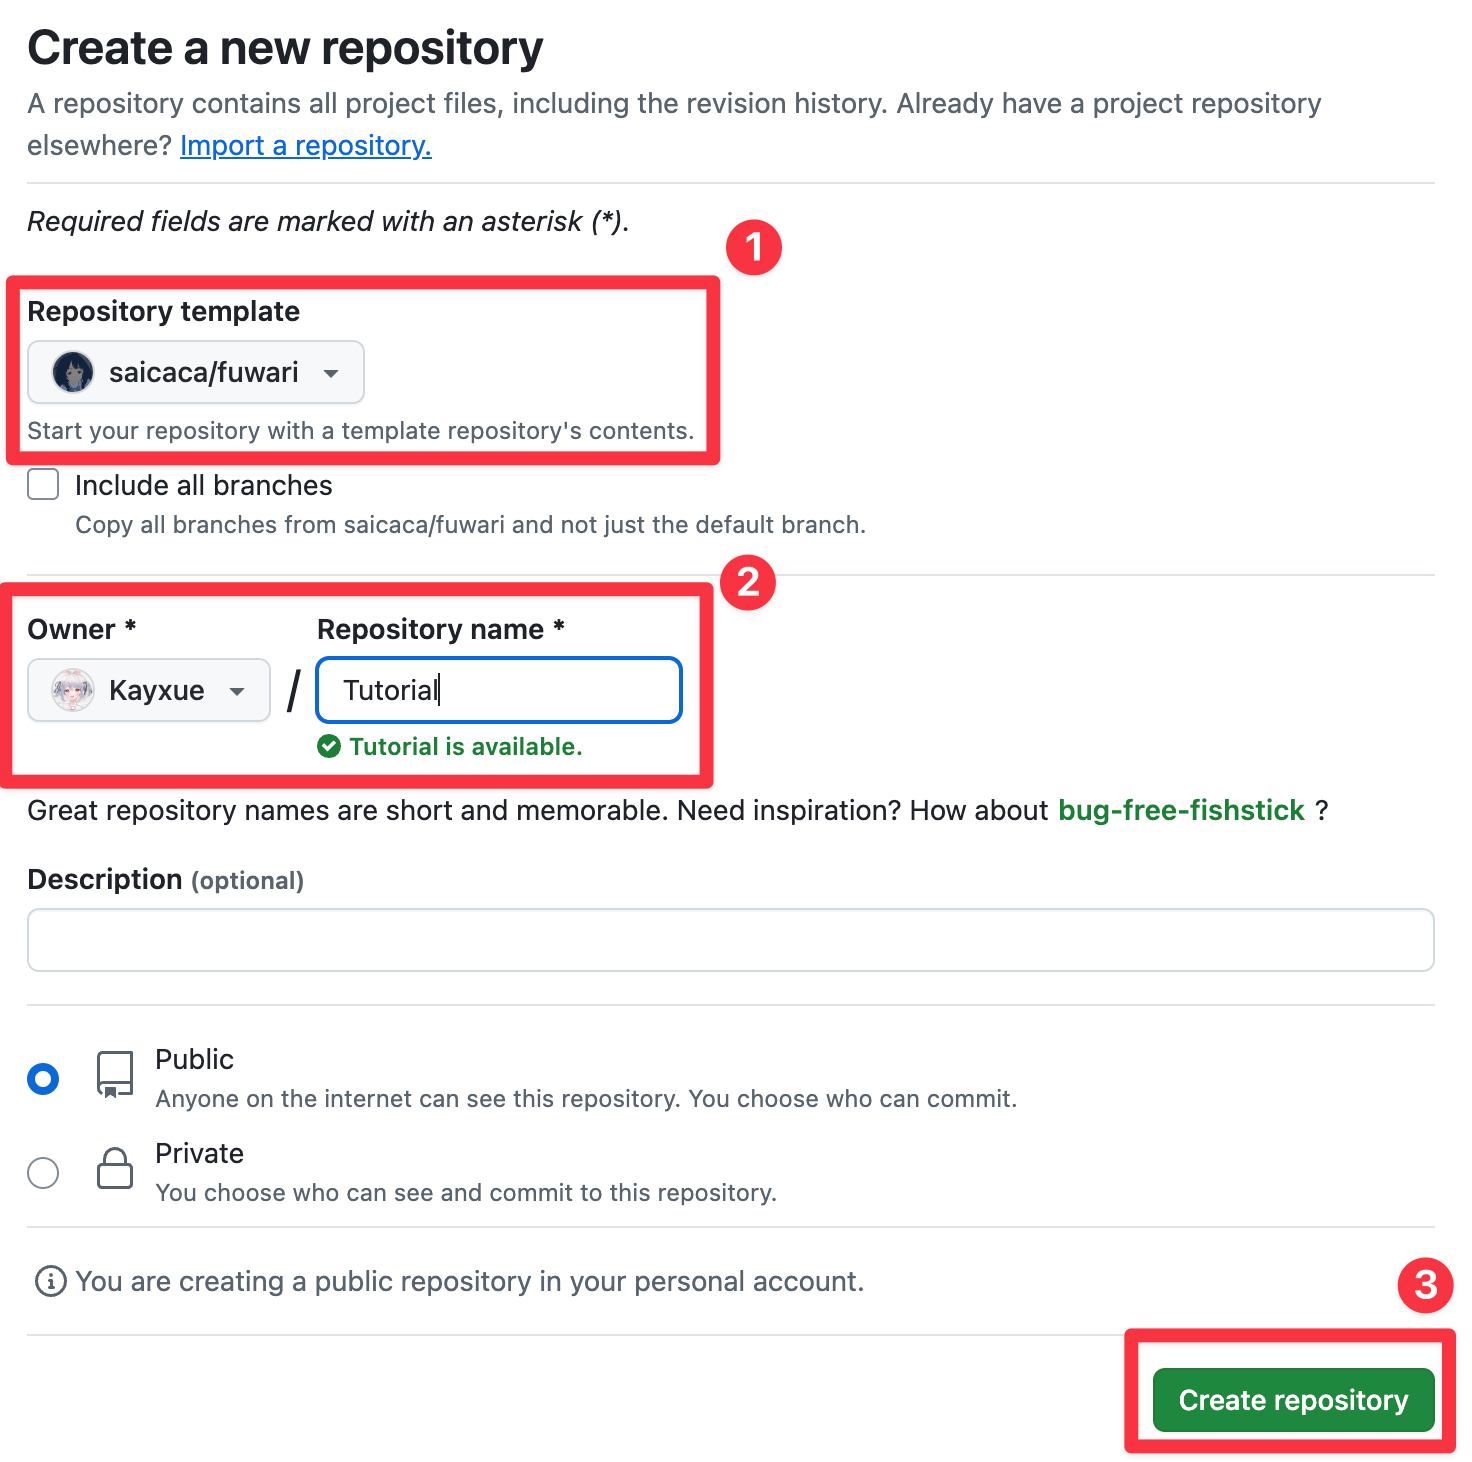 Create a new repository
A repository contains all project files, including the revision history. Already have a project repository
elsewhere? Import a repository.
Required fields are marked with an asterisk (*).
1
Repository template
saicaca/fuwari
Start your repository with a template repository's contents.
Include all branches
Copy all branches from saicaca/fuwari and not just the default branch.
2
Owner * Repository name *
Kayxue / Tutorial
Tutorial is available.
Great repository names are short and memorable. Need inspiration? How about bug-free-fishstick ?
Description (optional)
Public
Anyone on the internet can see this repository. You choose who can commit.
Private
You choose who can see and commit to this repository.
You are creating a public repository in your personal account.
3
Create repository